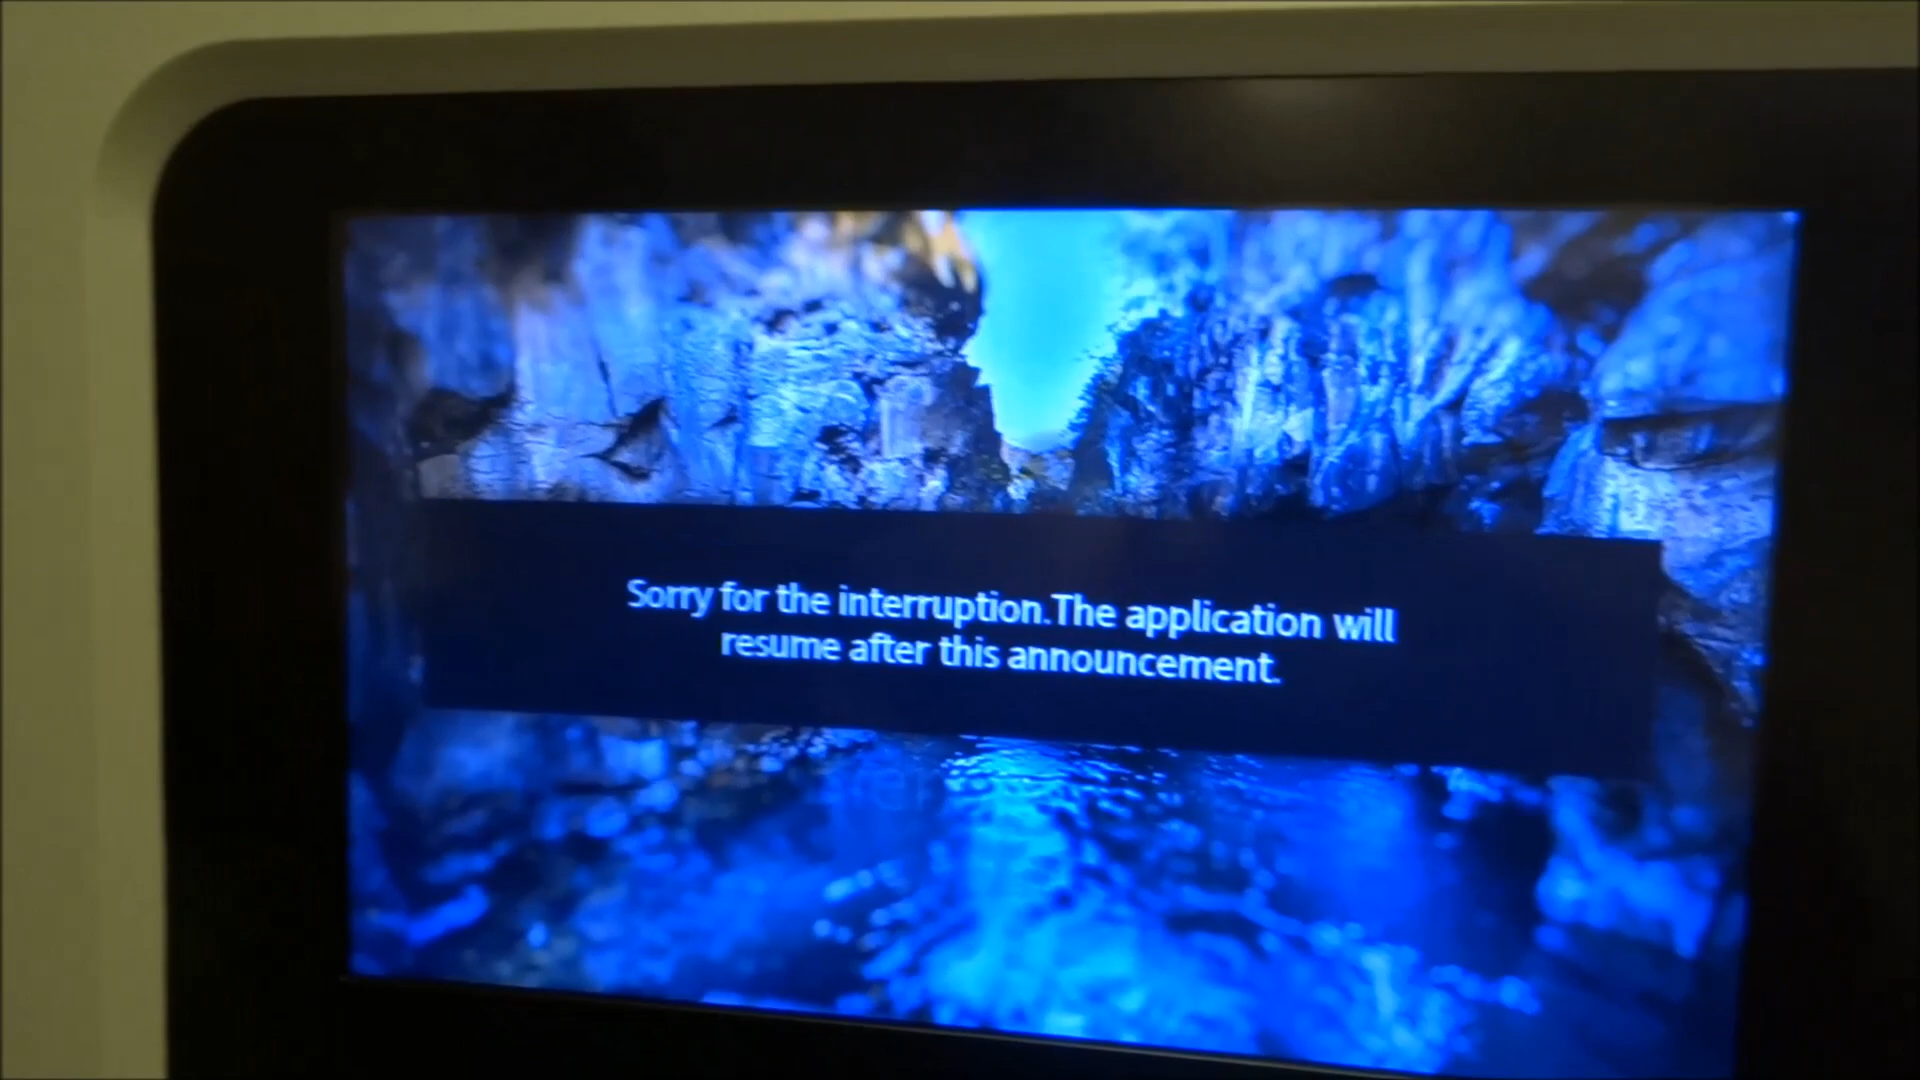 Sorry for the interruption.The application will
resume after this announcement.